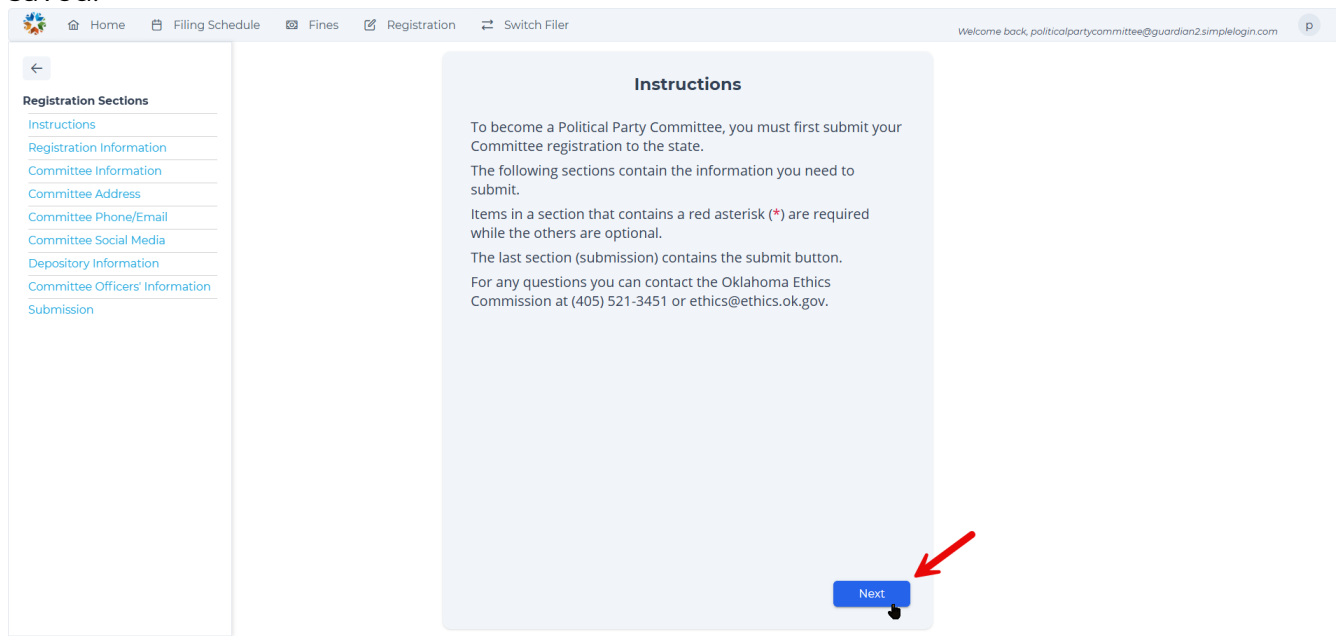 saved.
Home Filing Schedule Fines Registration Switch Filer
Welcome back, politicalpartycommittee@guardian2.simplelogin.com p
Registration Sections
Instructions
Registration Information
Committee Information
Committee Address
Committee Phone/Email
Committee Social Media
Depository Information
Committee Officers' Information
Submission
Instructions
To become a Political Party Committee, you must first submit your
Committee registration to the state.
The following sections contain the information you need to
submit.
Items in a section that contains a red asterisk (*) are required
while the others are optional.
The last section (submission) contains the submit button.
For any questions you can contact the Oklahoma Ethics
Commission at (405) 521-3451 or ethics@ethics.ok.gov.
Next